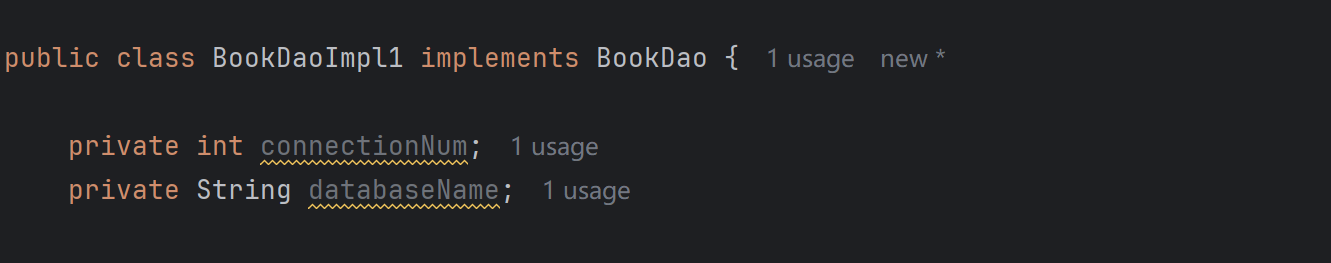 public class BookDaoImpl1 implements BookDao { 1 usage new *
private int connectionNum; 1 usage
private String databaseName; 1 usage